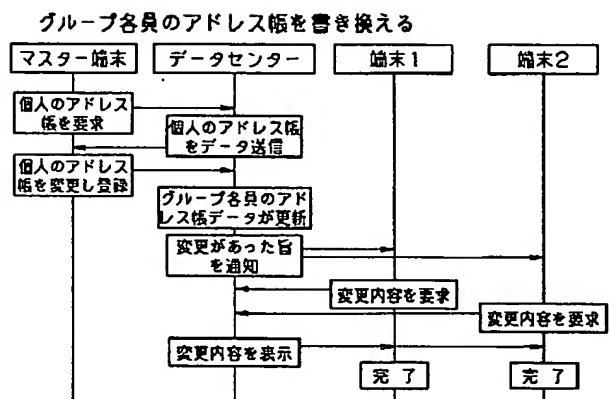 グループ各員のアドレス帳を書き換える
マスター端末
データセンター
端末1
端末2
個人のアドレス
帳を要求
個人のアドレス帳
をデータ送信
個人のアドレス
帳を変更し登録
グループ各員のアド
レス帳データが更新
変更があった旨
を通知
変更内容を要求
変更内容を要求
変更内容を表示
完了
完了